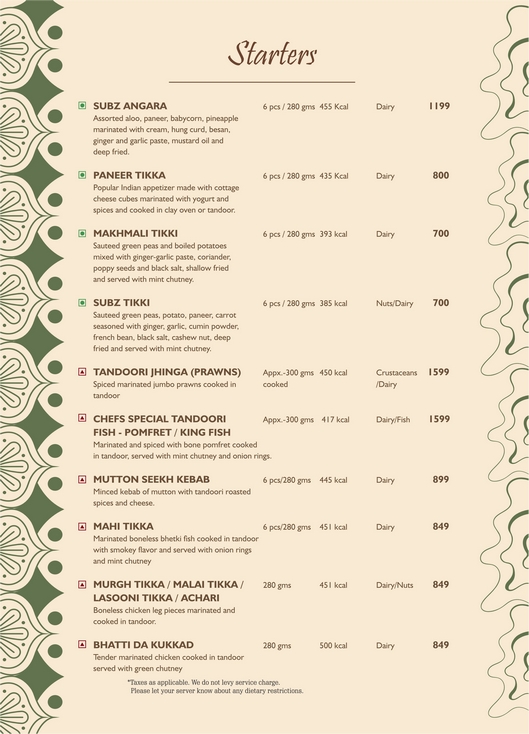 Starters
SUBZ ANGARA 6 pcs / 280 gms 455 Kcal Dairy 1199
Assorted aloo, paneer, babycorn, pineapple
marinated with cream, hung curd, besan,
ginger and garlic paste, mustard oil and
deep fried.
PANEER TIKKA 6 pcs / 280 gms 435 Kcal Dairy 800
Popular Indian appetizer made with cottage
cheese cubes marinated with yogurt and
spices and cooked in clay oven or tandoor.
MAKHMALI TIKKI 6 pcs / 280 gms 393 kcal Dairy 700
Sauteed green peas and boiled potatoes
mixed with ginger-garlic paste, coriander,
poppy seeds and black salt, shallow fried
and served with mint chutney.
SUBZ TIKKI 6 pcs / 280 gms 385 kcal Nuts/Dairy 700
Sauteed green peas, potato, paneer, carrot
seasoned with ginger, garlic, cumin powder,
french bean, black salt, cashew nut, deep
fried and served with mint chutney.
TANDOORI JHINGA (PRAWNS) Appx.-300 gms 450 kcal Crustaceans 1599
Spiced marinated jumbo prawns cooked in cooked /Dairy
tandoor
CHEFS SPECIAL TANDOORI Appx.-300 gms 417 kcal Dairy/Fish 1599
FISH - POMFRET / KING FISH
Marinated and spiced with bone pomfret cooked
in tandoor, served with mint chutney and onion rings.
MUTTON SEEKH KEBAB 6 pcs/280 gms 445 kcal Dairy 899
Minced kebab of mutton with tandoori roasted
spices and cheese.
MAHI TIKKA 6 pcs/280 gms 451 kcal Dairy 849
Marinated boneless bhetki fish cooked in tandoor
with smokey flavor and served with onion rings
and mint chutney
MURGH TIKKA / MALAI TIKKA / 280 gms 451 kcal Dairy/Nuts 849
LASOONI TIKKA / ACHARI
Boneless chicken leg pieces marinated and
cooked in tandoor.
BHATTI DA KUKKAD 280 gms 500 kcal Dairy 849
Tender marinated chicken cooked in tandoor
served with green chutney
*Taxes as applicable. We do not levy service charge.
Please let your server know about any dietary restrictions.